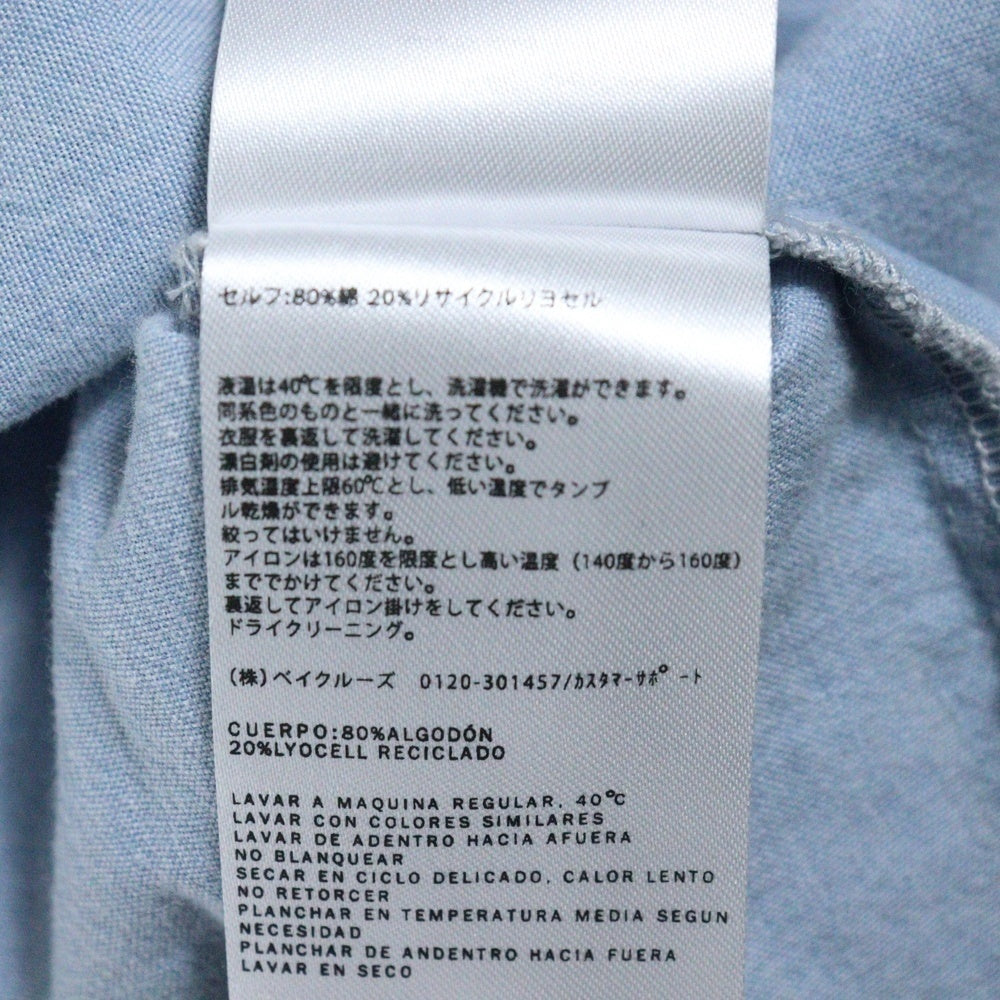 セルフ:80%綿 20%リサイクルリヨセル
液温は40℃を限度とし、洗濯機で洗濯ができます。
同系色のものと一緒に洗ってください。
衣服を裏返して洗濯してください。
漂白剤の使用は避けてください。
排気温度上限60℃とし、低い温度でタンブ
ル乾燥ができます。
絞ってはいけません。
アイロンは160度を限度とし高い温度（140度から160度）
まででかけてください。
裏返してアイロン掛けをしてください。
ドライクリーニング。
(株)ベイクルーズ 0120-301457/ｶｽﾀﾏｰｻﾎﾟｰﾄ
CUERPO:80%ALGODÓN
20%LYOCELL RECICLADO
LAVAR A MAQUINA REGULAR, 40℃
LAVAR CON COLORES SIMILARES
LAVAR DE ADENTRO HACIA AFUERA
NO BLANQUEAR
SECAR EN CICLO DELICADO, CALOR LENTO
NO RETORCER
PLANCHAR EN TEMPERATURA MEDIA SEGUN
NECESIDAD
PLANCHAR DE ANDENTRO HACIA FUERA
LAVAR EN SECO